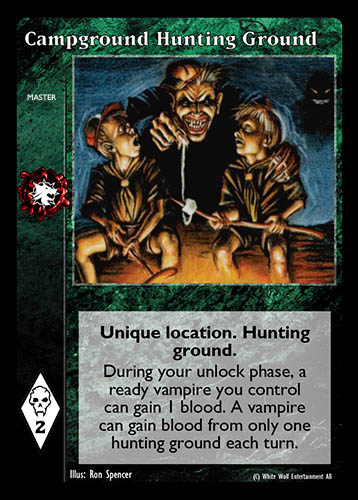 Campground Hunting Ground
MASTER
Unique location. Hunting
ground.
During your unlock phase, a
ready vampire you control
can gain 1 blood. A vampire
can gain blood from only one
hunting ground each turn.
2
Illus: Ron Spencer
(C) White Wolf Entertainment AB